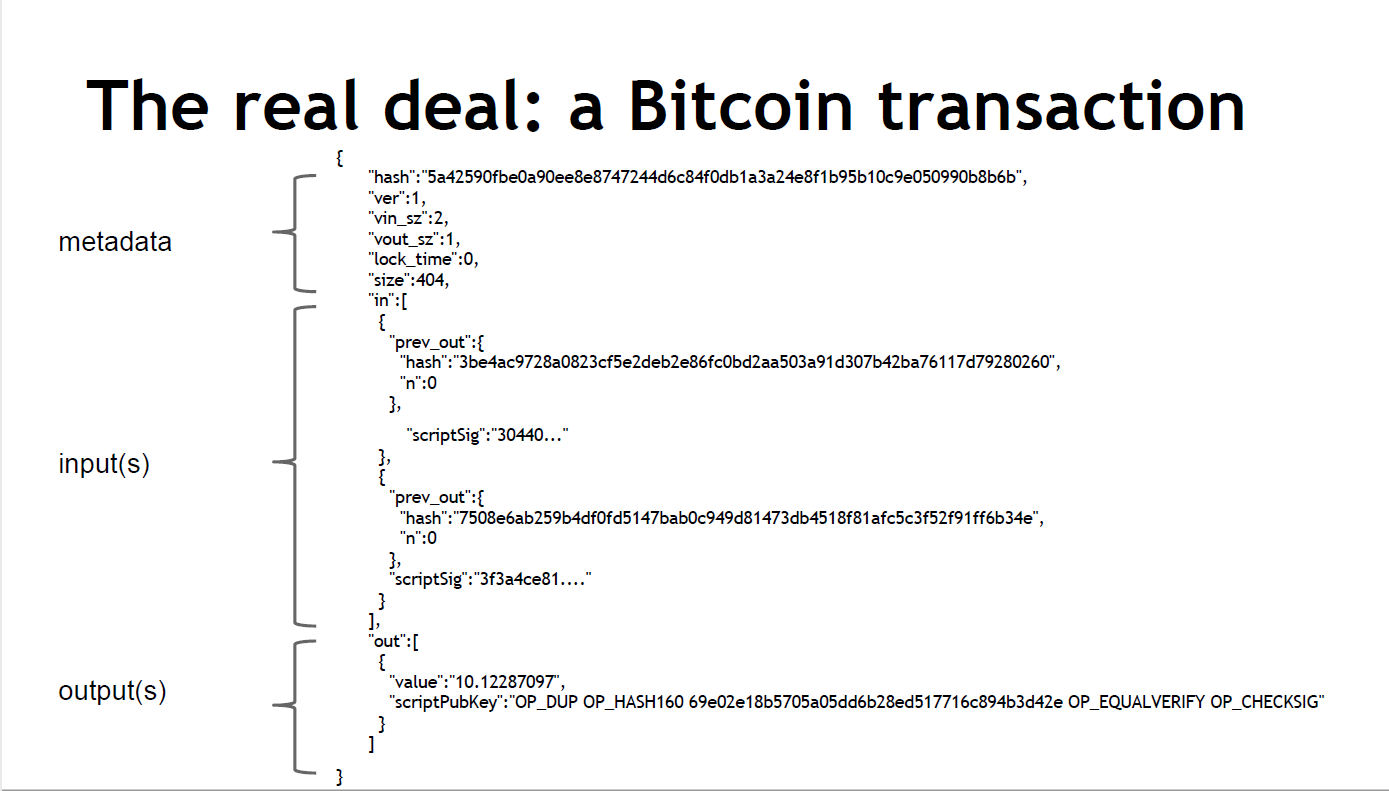 The real deal: a Bitcoin transaction
{
"hash":"5a42590fbe0a90ee8e8747244d6c84f0db1a3a24e8f1b95b10c9e050990b8b6b",
"ver":1,
"vin_sz":2,
metadata
"vout_sz":1,
"lock_time":0,
"size":404,
"in":[
{
"prev_out":{
"hash":"3be4ac9728a0823cf5e2deb2e86fc0bd2aa503a91d307b42ba76117d79280260",
"n":0
},
"scriptSig":"30440..."
input(s)
},
{
"prev_out":{
"hash":"7508e6ab259b4df0fd5147bab0c949d81473db4518f81afc5c3f52f91ff6b34e",
"n":0
},
"scriptSig":"3f3a4ce81...."
}
],
"out":[
{
output(s)
"value":"10.12287097",
"scriptPubKey":"OP_DUP OP_HASH160 69e02e18b5705a05dd6b28ed517716c894b3d42e OP_EQUALVERIFY OP_CHECKSIG"
}
]
}